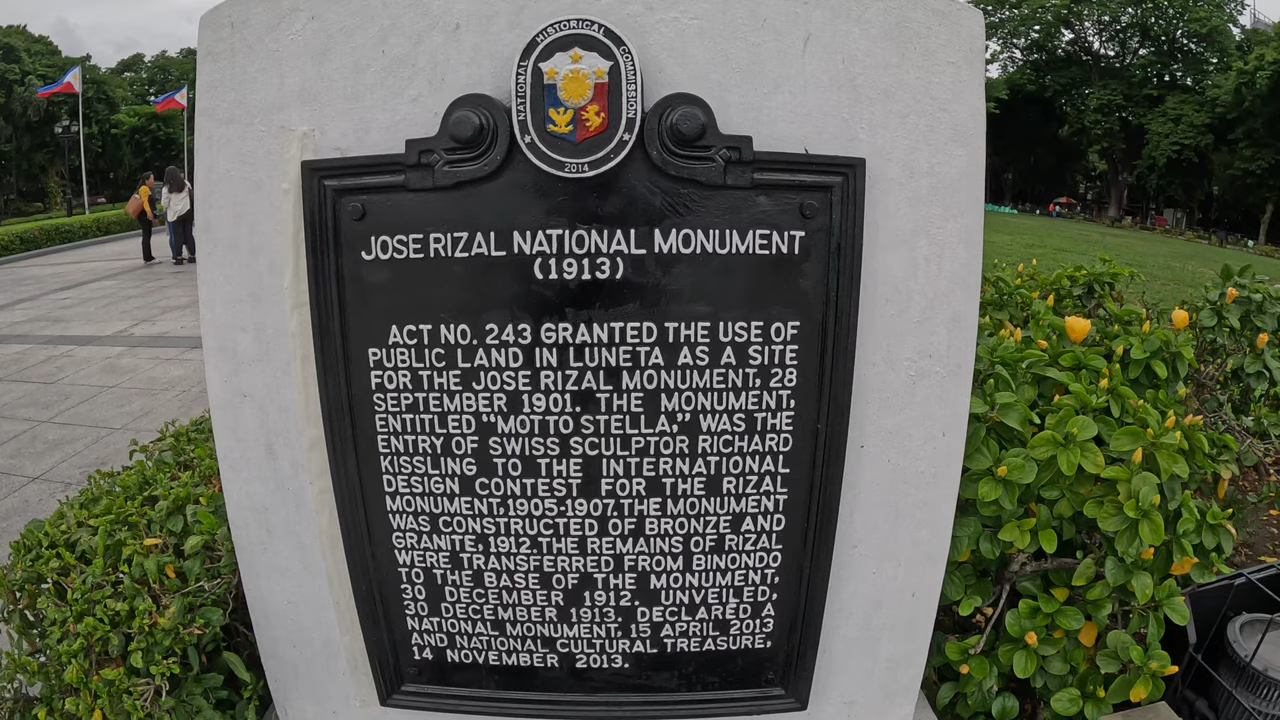 NATIONAL HISTORICAL COMMISSION
2014
JOSE RIZAL NATIONAL MONUMENT
(1913)
ACT NO. 243 GRANTED THE USE OF
PUBLIC LAND IN LUNETA AS A SITE
FOR THE JOSE RIZAL MONUMENT, 28
SEPTEMBER 1901. THE MONUMENT,
ENTITLED "MOTTO STELLA," WAS THE
ENTRY OF SWISS SCULPTOR RICHARD
KISSLING TO THE INTERNATIONAL
DESIGN CONTEST FOR THE RIZAL
MONUMENT, 1905-1907. THE MONUMENT
WAS CONSTRUCTED OF BRONZE AND
GRANITE, 1912. THE REMAINS OF RIZAL
WERE TRANSFERRED FROM BINONDO
TO THE BASE OF THE MONUMENT,
30 DECEMBER 1912. UNVEILED,
30 DECEMBER 1913. DECLARED A
NATIONAL MONUMENT, 15 APRIL 2013
AND NATIONAL CULTURAL TREASURE,
14 NOVEMBER 2013.